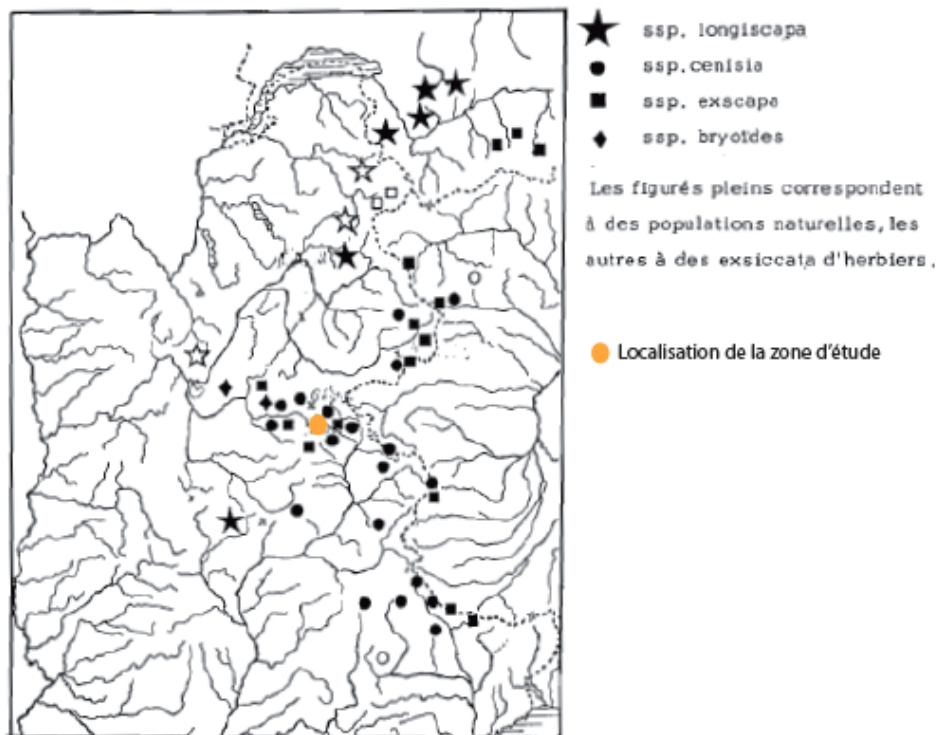 ssp. longiscapa
ssp.cenisia
ssp. exscapa
ssp. bryoïdes
Les figurés pleins correspondent
à des populations naturelles, les
autres à des exsiccata d'herbiers.
Localisation de la zone d'étude